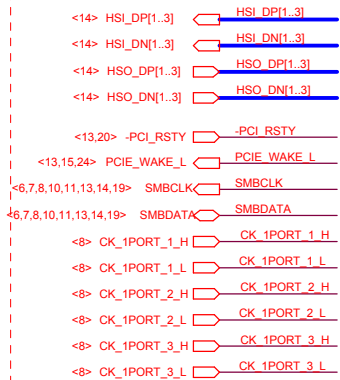 <14> HSI_DP[1..3] HSI_DP[1..3]
<14> HSI_DN[1..3] HSI_DN[1..3]
<14> HSO_DP[1..3] HSO_DP[1..3]
<14> HSO_DN[1..3] HSO_DN[1..3]
<13,20> -PCI_RSTY -PCI_RSTY
<13,15,24> PCIE_WAKE_L PCIE_WAKE_L
<6,7,8,10,11,13,14,19> SMBCLK SMBCLK
<6,7,8,10,11,13,14,19> SMBDATA SMBDATA
<8> CK_1PORT_1_H CK_1PORT_1_H
<8> CK_1PORT_1_L CK_1PORT_1_L
<8> CK_1PORT_2_H CK_1PORT_2_H
<8> CK_1PORT_2_L CK_1PORT_2_L
<8> CK_1PORT_3_H CK_1PORT_3_H
<8> CK_1PORT_3_L CK_1PORT_3_L